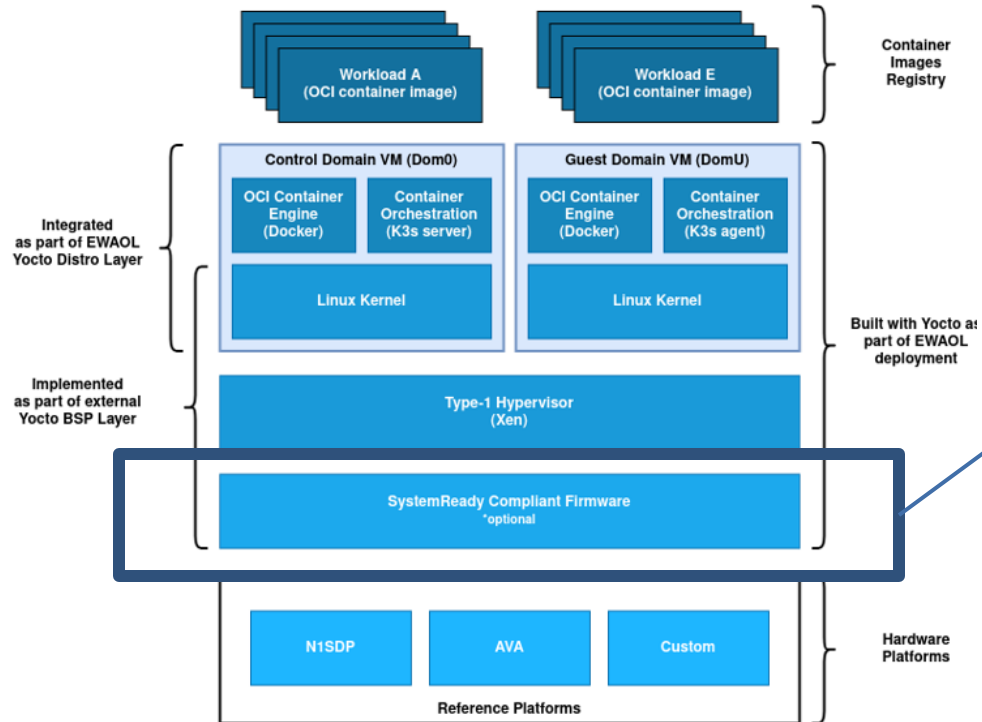 Workload A
(OCI container image)
Workload E
(OCI container image)
Container
Images
Registry
Control Domain VM (Dom0)
Guest Domain VM (DomU)
OCI Container
Engine
(Docker)
Container
Orchestration
(K3s server)
OCI Container
Engine
(Docker)
Container
Orchestration
(K3s agent)
Integrated
as part of EWAOL
Yocto Distro Layer
Linux Kernel
Linux Kernel
Built with Yocto as
part of EWAOL
deployment
Implemented
as part of external
Yocto BSP Layer
Type-1 Hypervisor
(Xen)
SystemReady Compliant Firmware
*optional
N1SDP
AVA
Custom
Hardware
Platforms
Reference Platforms